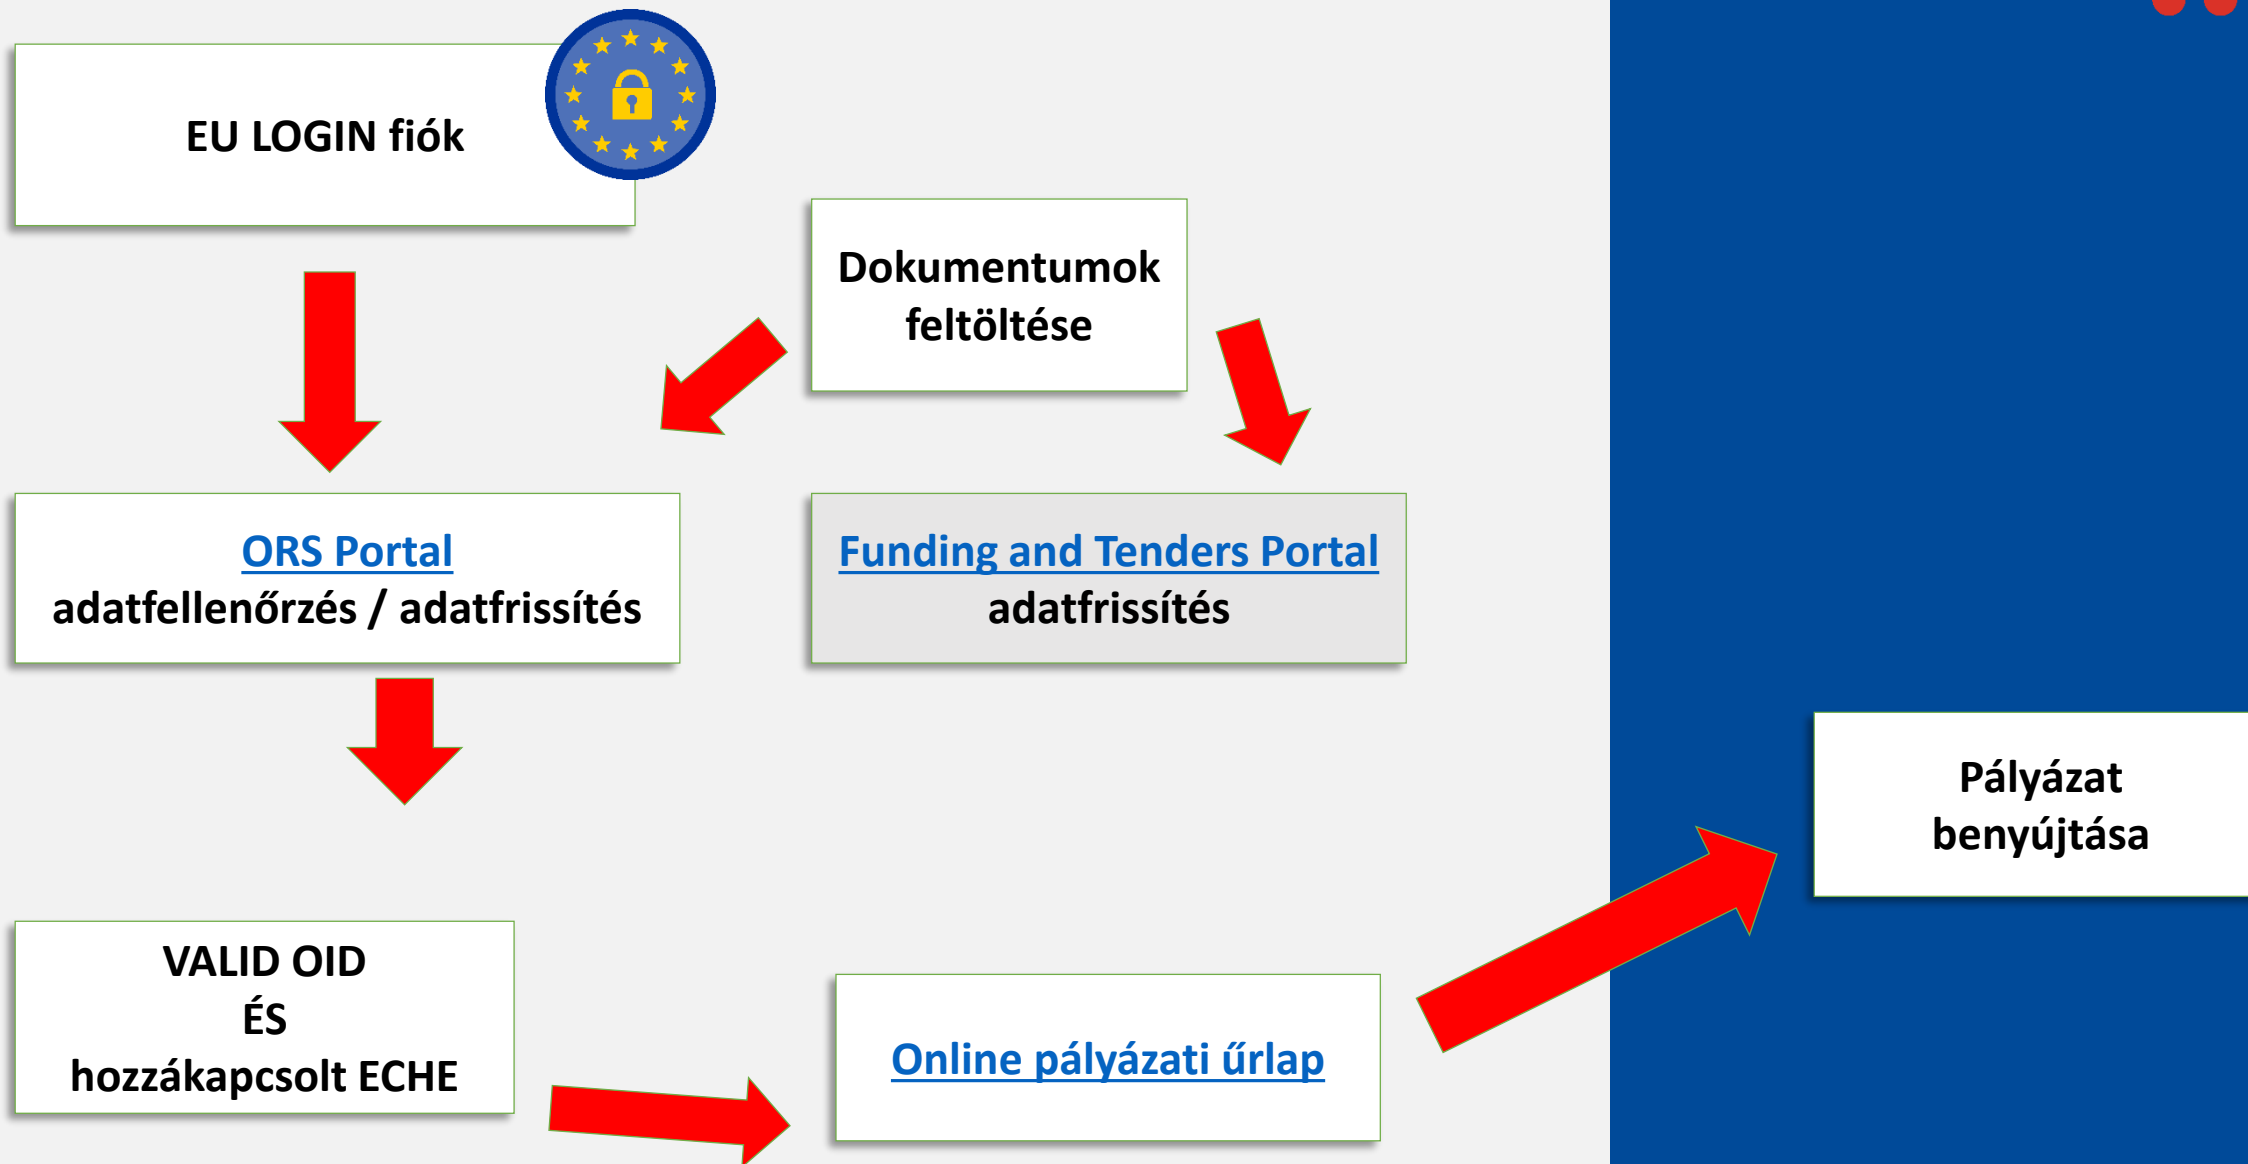 EU LOGIN fiók
Dokumentumok
feltöltése
ORS Portal
adatfellenőrzés / adatfrissítés
Funding and Tenders Portal
adatfrissítés
VALID OID
ÉS
hozzákapcsolt ECHE
Online pályázati űrlap
Pályázat
benyújtása